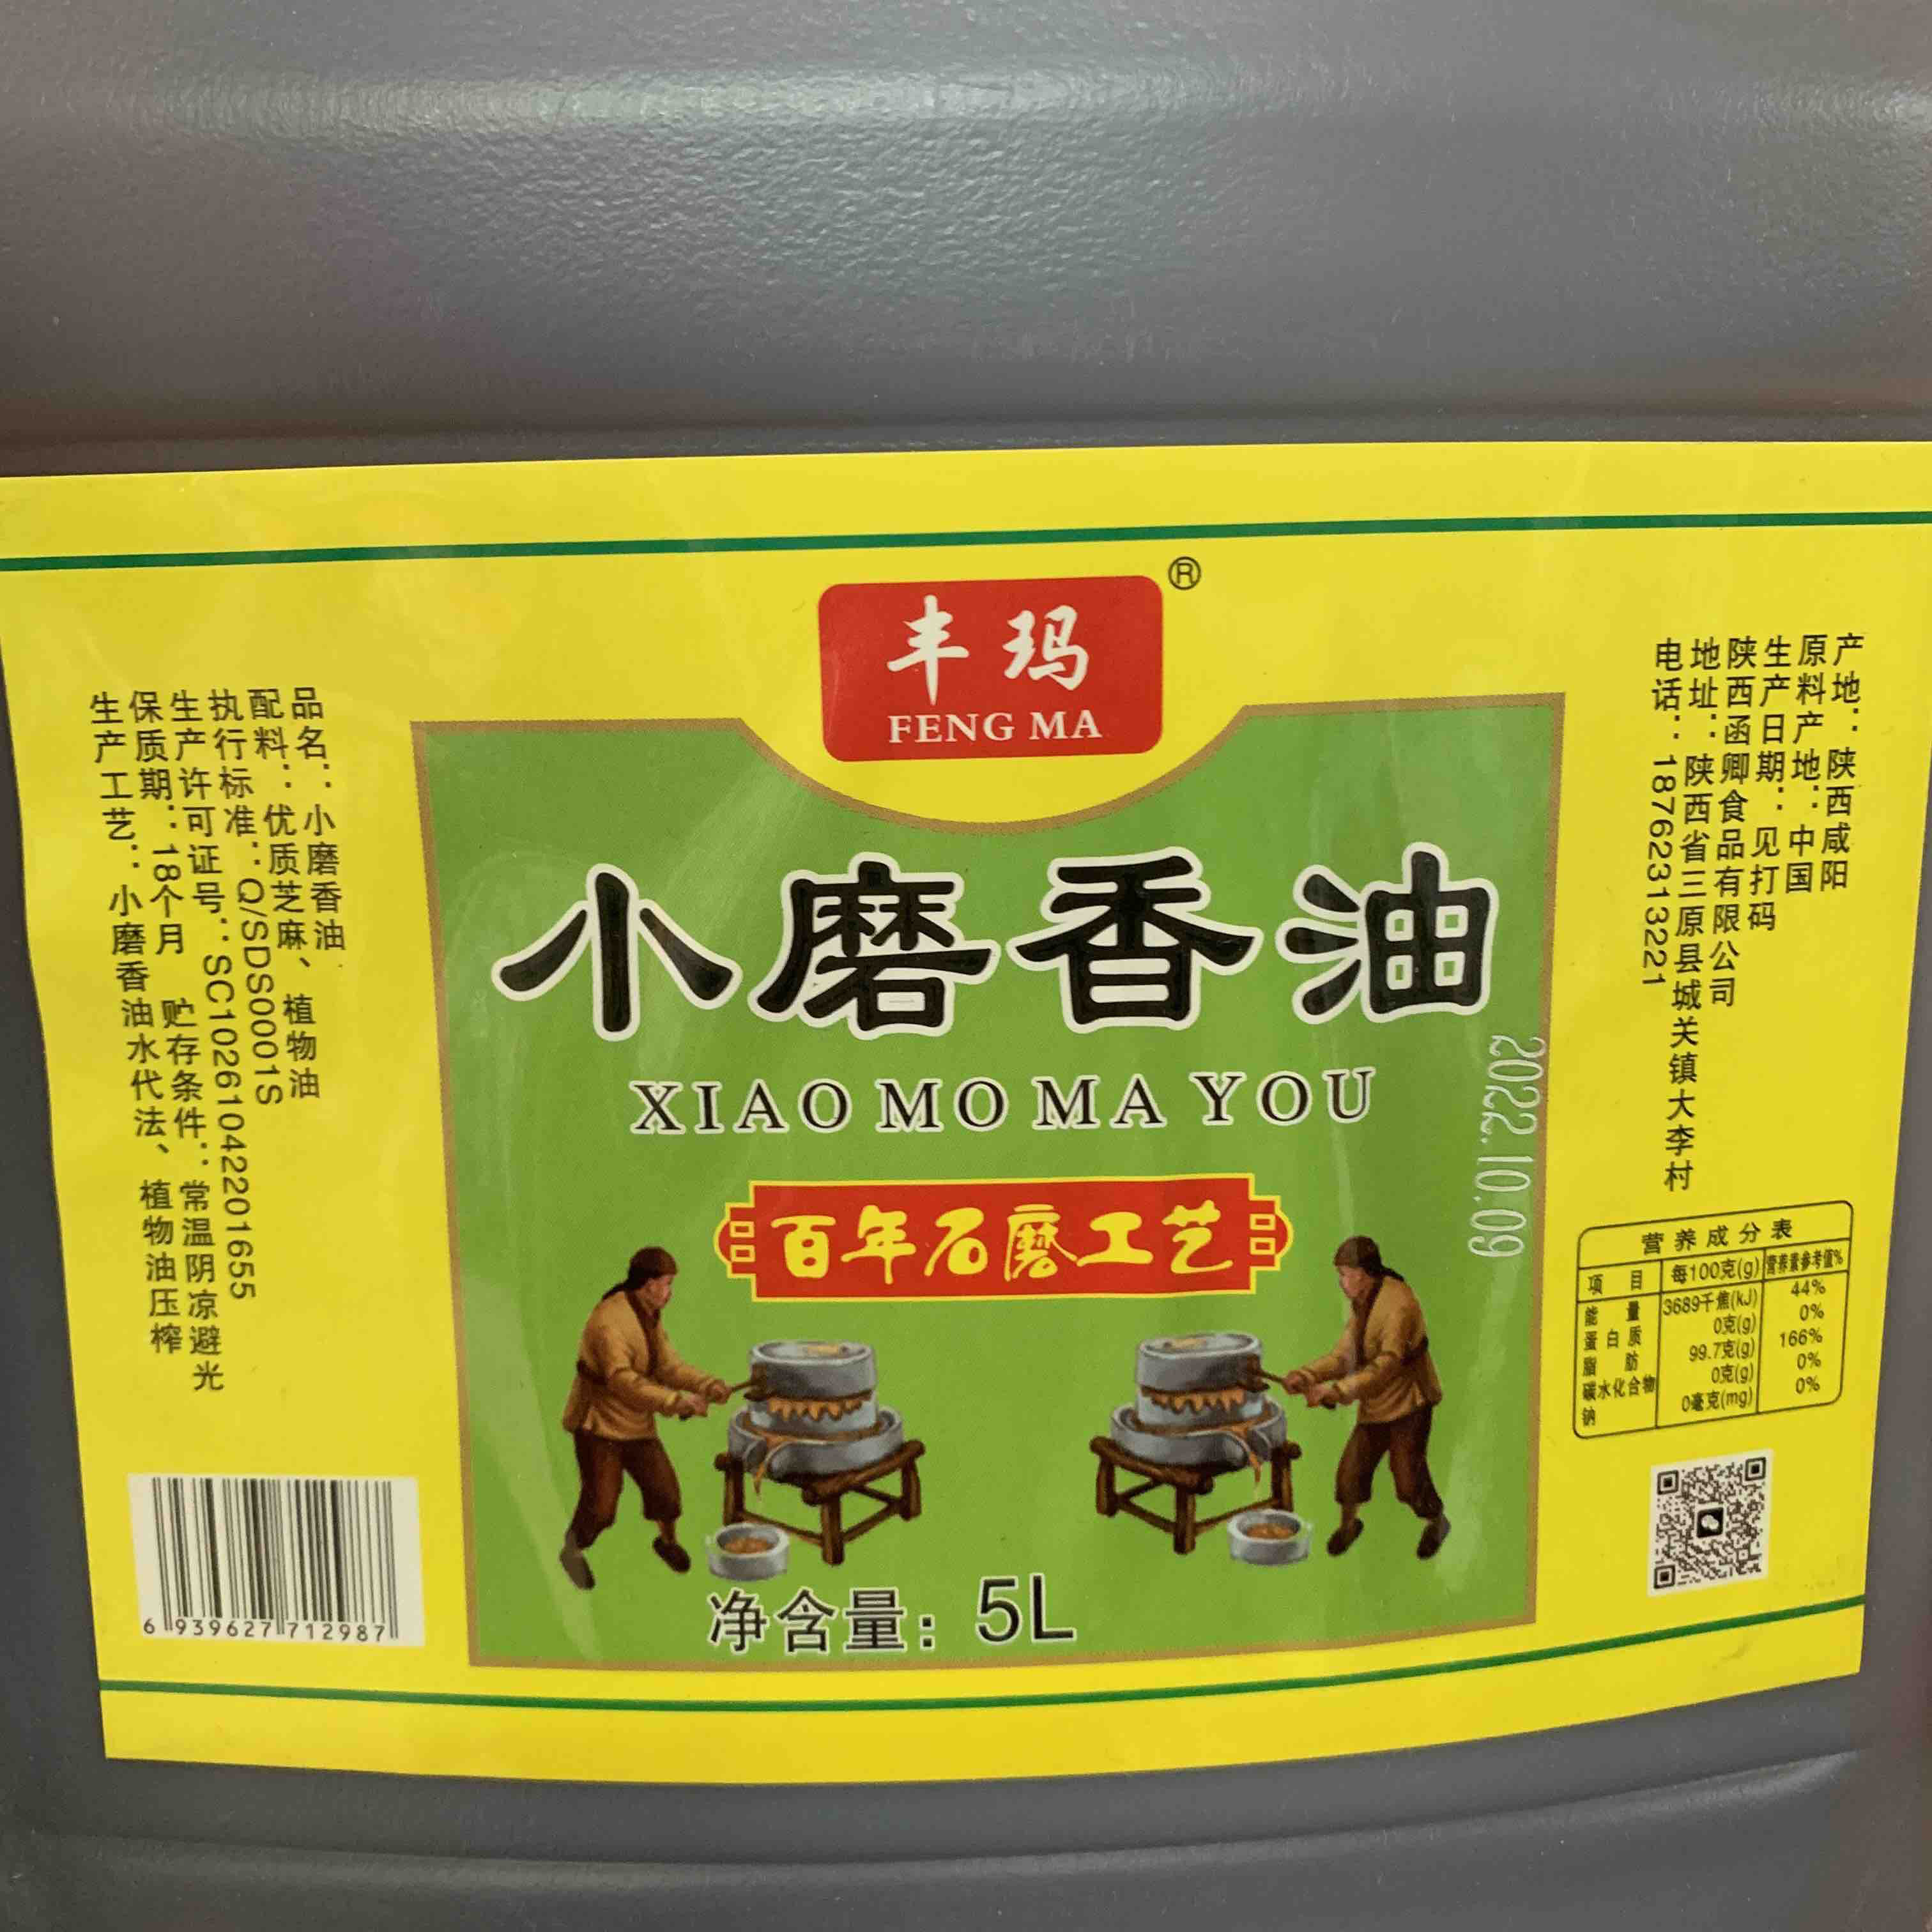 丰玛
®
FENG MA
小磨香油
XIAO MO MA YOU
百年石磨工艺
净含量：5L
2022.10.09
品名：小磨香油
配料：优质芝麻、植物油
执行标准：Q/SDS0001S
生产许可证号：SC10261042201655
保质期：18个月 贮存条件：常温阴凉避光
生产工艺：小磨香油水代法、植物油压榨
6 939627 712987
产地：陕西咸阳
原料产地：中国
生产日期：见打码
陕西函卿食品有限公司
地址：陕西省三原县城关镇大李村
电话：18762313221
营养成分表
项目 每100克(g) 营养素参考值%
能量 3689千焦(kJ) 44%
蛋白质 0克(g) 0%
脂肪 99.7克(g) 166%
碳水化合物 0克(g) 0%
钠 0毫克(mg) 0%